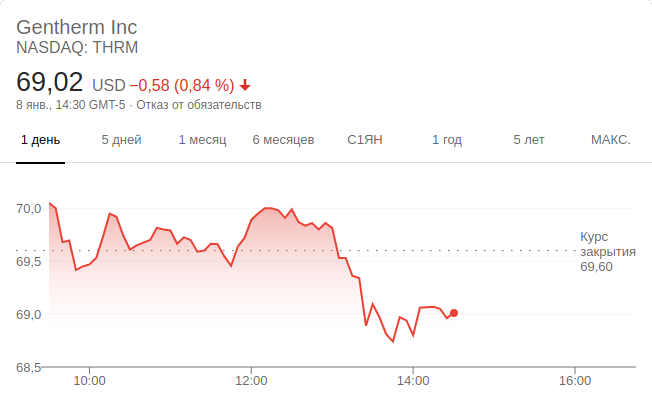 Gentherm Inc
NASDAQ: THRM
69,02 USD −0,58 (0,84 %)
8 янв., 14:30 GMT-5 · Отказ от обязательств
1 день 5 дней 1 месяц 6 месяцев С1ЯН 1 год 5 лет МАКС.
70,0
Курс
закрытия
69,60
69,5
69,0
68,5
10:00 12:00 14:00 16:00